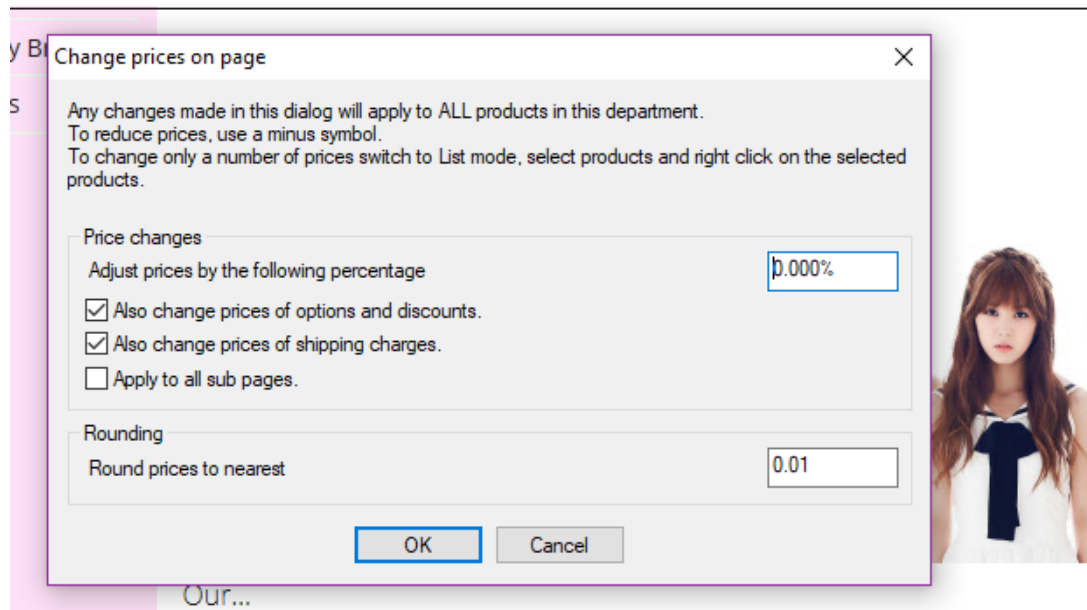 y B
Change prices on page
s
Any changes made in this dialog will apply to ALL products in this department.
To reduce prices, use a minus symbol.
To change only a number of prices switch to List mode, select products and right click on the selected
products.
Price changes
Adjust prices by the following percentage
0.000%
Also change prices of options and discounts.
Also change prices of shipping charges.
Apply to all sub pages.
Rounding
Round prices to nearest
0.01
OK
Cancel
Our...